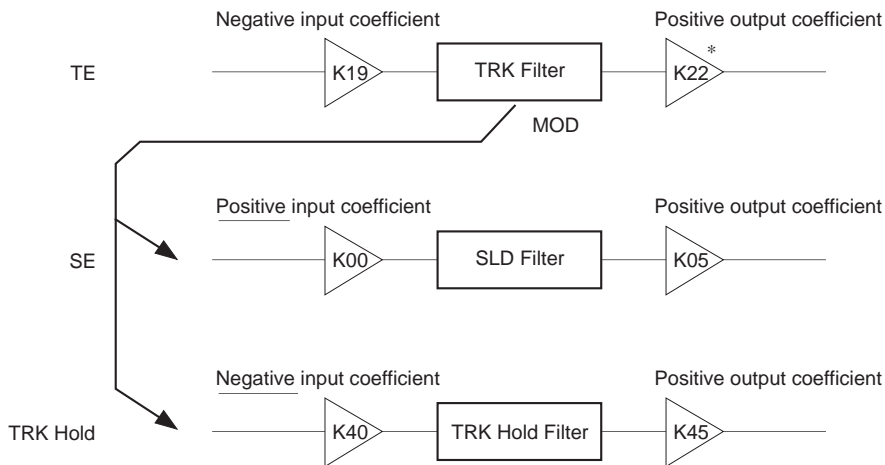 Negative input coefficient Positive output coefficient
TE K19 TRK Filter K22 *
MOD
Positive input coefficient Positive output coefficient
SE K00 SLD Filter K05
Negative input coefficient Positive output coefficient
TRK Hold K40 TRK Hold Filter K45